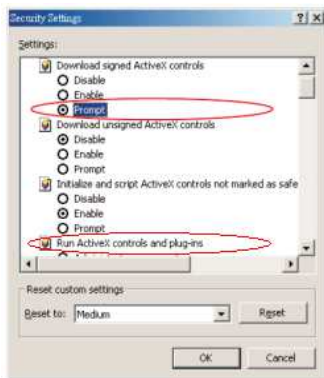 Security Settings
Settings:
Download signed ActiveX controls
Disable
Enable
Prompt
Download unsigned ActiveX controls
Disable
Enable
Prompt
Initialize and script ActiveX controls not marked as safe
Disable
Enable
Prompt
Run ActiveX controls and plug-ins
Reset custom settings
Reset to: Medium Reset
OK Cancel